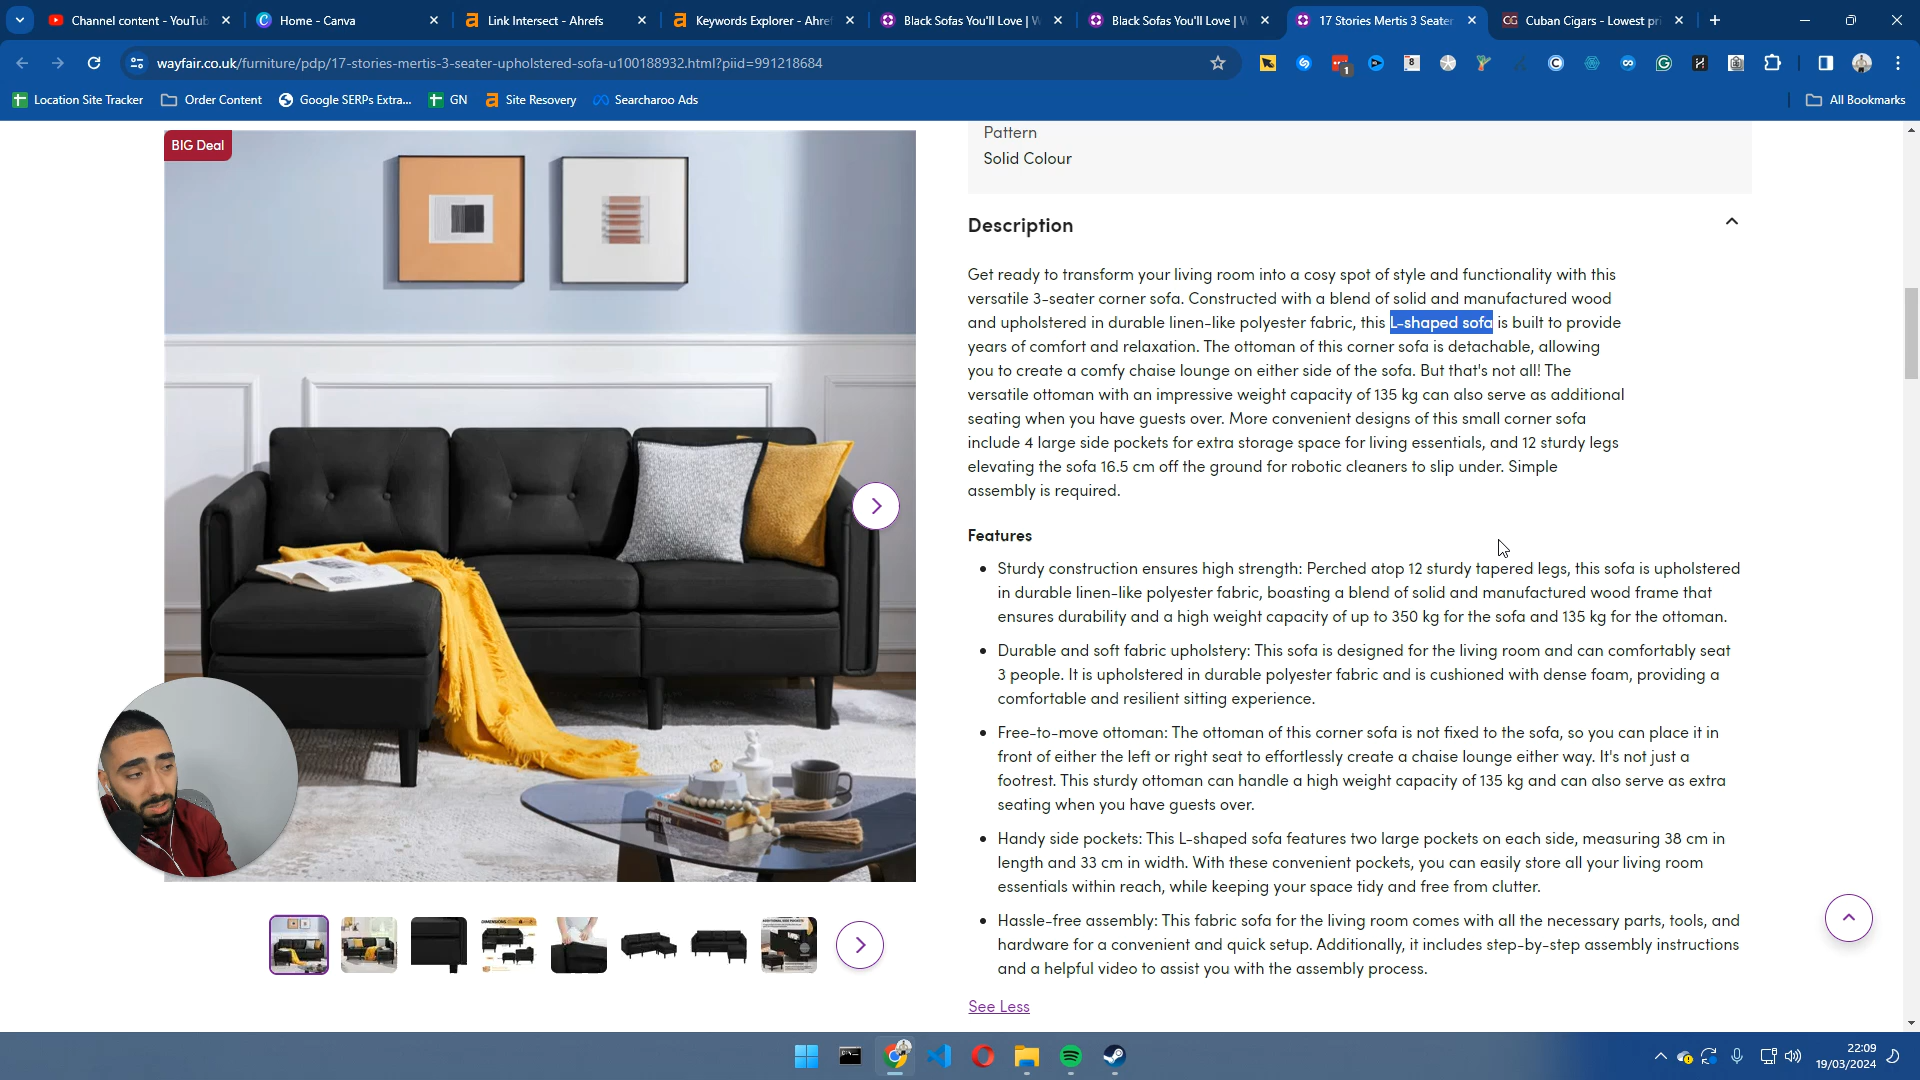 Channel content - YouTub
Home - Canva
Link Intersect - Ahrefs
Keywords Explorer - Ahre
Black Sofas You'll Love | W
Black Sofas You'll Love | W
17 Stories Mertis 3 Seater
Cuban Cigars - Lowest pri
wayfair.co.uk/furniture/pdp/17-stories-mertis-3-seater-upholstered-sofa-u100188932.html?piid=991218684
Location Site Tracker
Order Content
Google SERPs Extra...
GN
Site Recovery
Searcharoo Ads
All Bookmarks
BIG Deal
Pattern
Solid Colour
Description
Get ready to transform your living room into a cosy spot of style and functionality with this
versatile 3-seater corner sofa. Constructed with a blend of solid and manufactured wood
and upholstered in durable linen-like polyester fabric, this L-shaped sofa is built to provide
years of comfort and relaxation. The ottoman of this corner sofa is detachable, allowing
you to create a comfy chaise lounge on either side of the sofa. But that's not all! The
versatile ottoman with an impressive weight capacity of 135 kg can also serve as additional
seating when you have guests over. More convenient designs of this small corner sofa
include 4 large side pockets for extra storage space for living essentials, and 12 sturdy legs
elevating the sofa 16.5 cm off the ground for robotic cleaners to slip under. Simple
assembly is required.
Features
• Sturdy construction ensures high strength: Perched atop 12 sturdy tapered legs, this sofa is upholstered
in durable linen-like polyester fabric, boasting a blend of solid and manufactured wood frame that
ensures durability and a high weight capacity of up to 350 kg for the sofa and 135 kg for the ottoman.
• Durable and soft fabric upholstery: This sofa is designed for the living room and can comfortably seat
3 people. It is upholstered in durable polyester fabric and is cushioned with dense foam, providing a
comfortable and resilient sitting experience.
• Free-to-move ottoman: The ottoman of this corner sofa is not fixed to the sofa, so you can place it in
front of either the left or right seat to effortlessly create a chaise lounge either way. It's not just a
footrest. This sturdy ottoman can handle a high weight capacity of 135 kg and can also serve as extra
seating when you have guests over.
• Handy side pockets: This L-shaped sofa features two large pockets on each side, measuring 38 cm in
length and 33 cm in width. With these convenient pockets, you can easily store all your living room
essentials within reach, while keeping your space tidy and free from clutter.
• Hassle-free assembly: This fabric sofa for the living room comes with all the necessary parts, tools, and
hardware for a convenient and quick setup. Additionally, it includes step-by-step assembly instructions
and a helpful video to assist you with the assembly process.
See Less
DIMENSIONS
22:09
19/03/2024